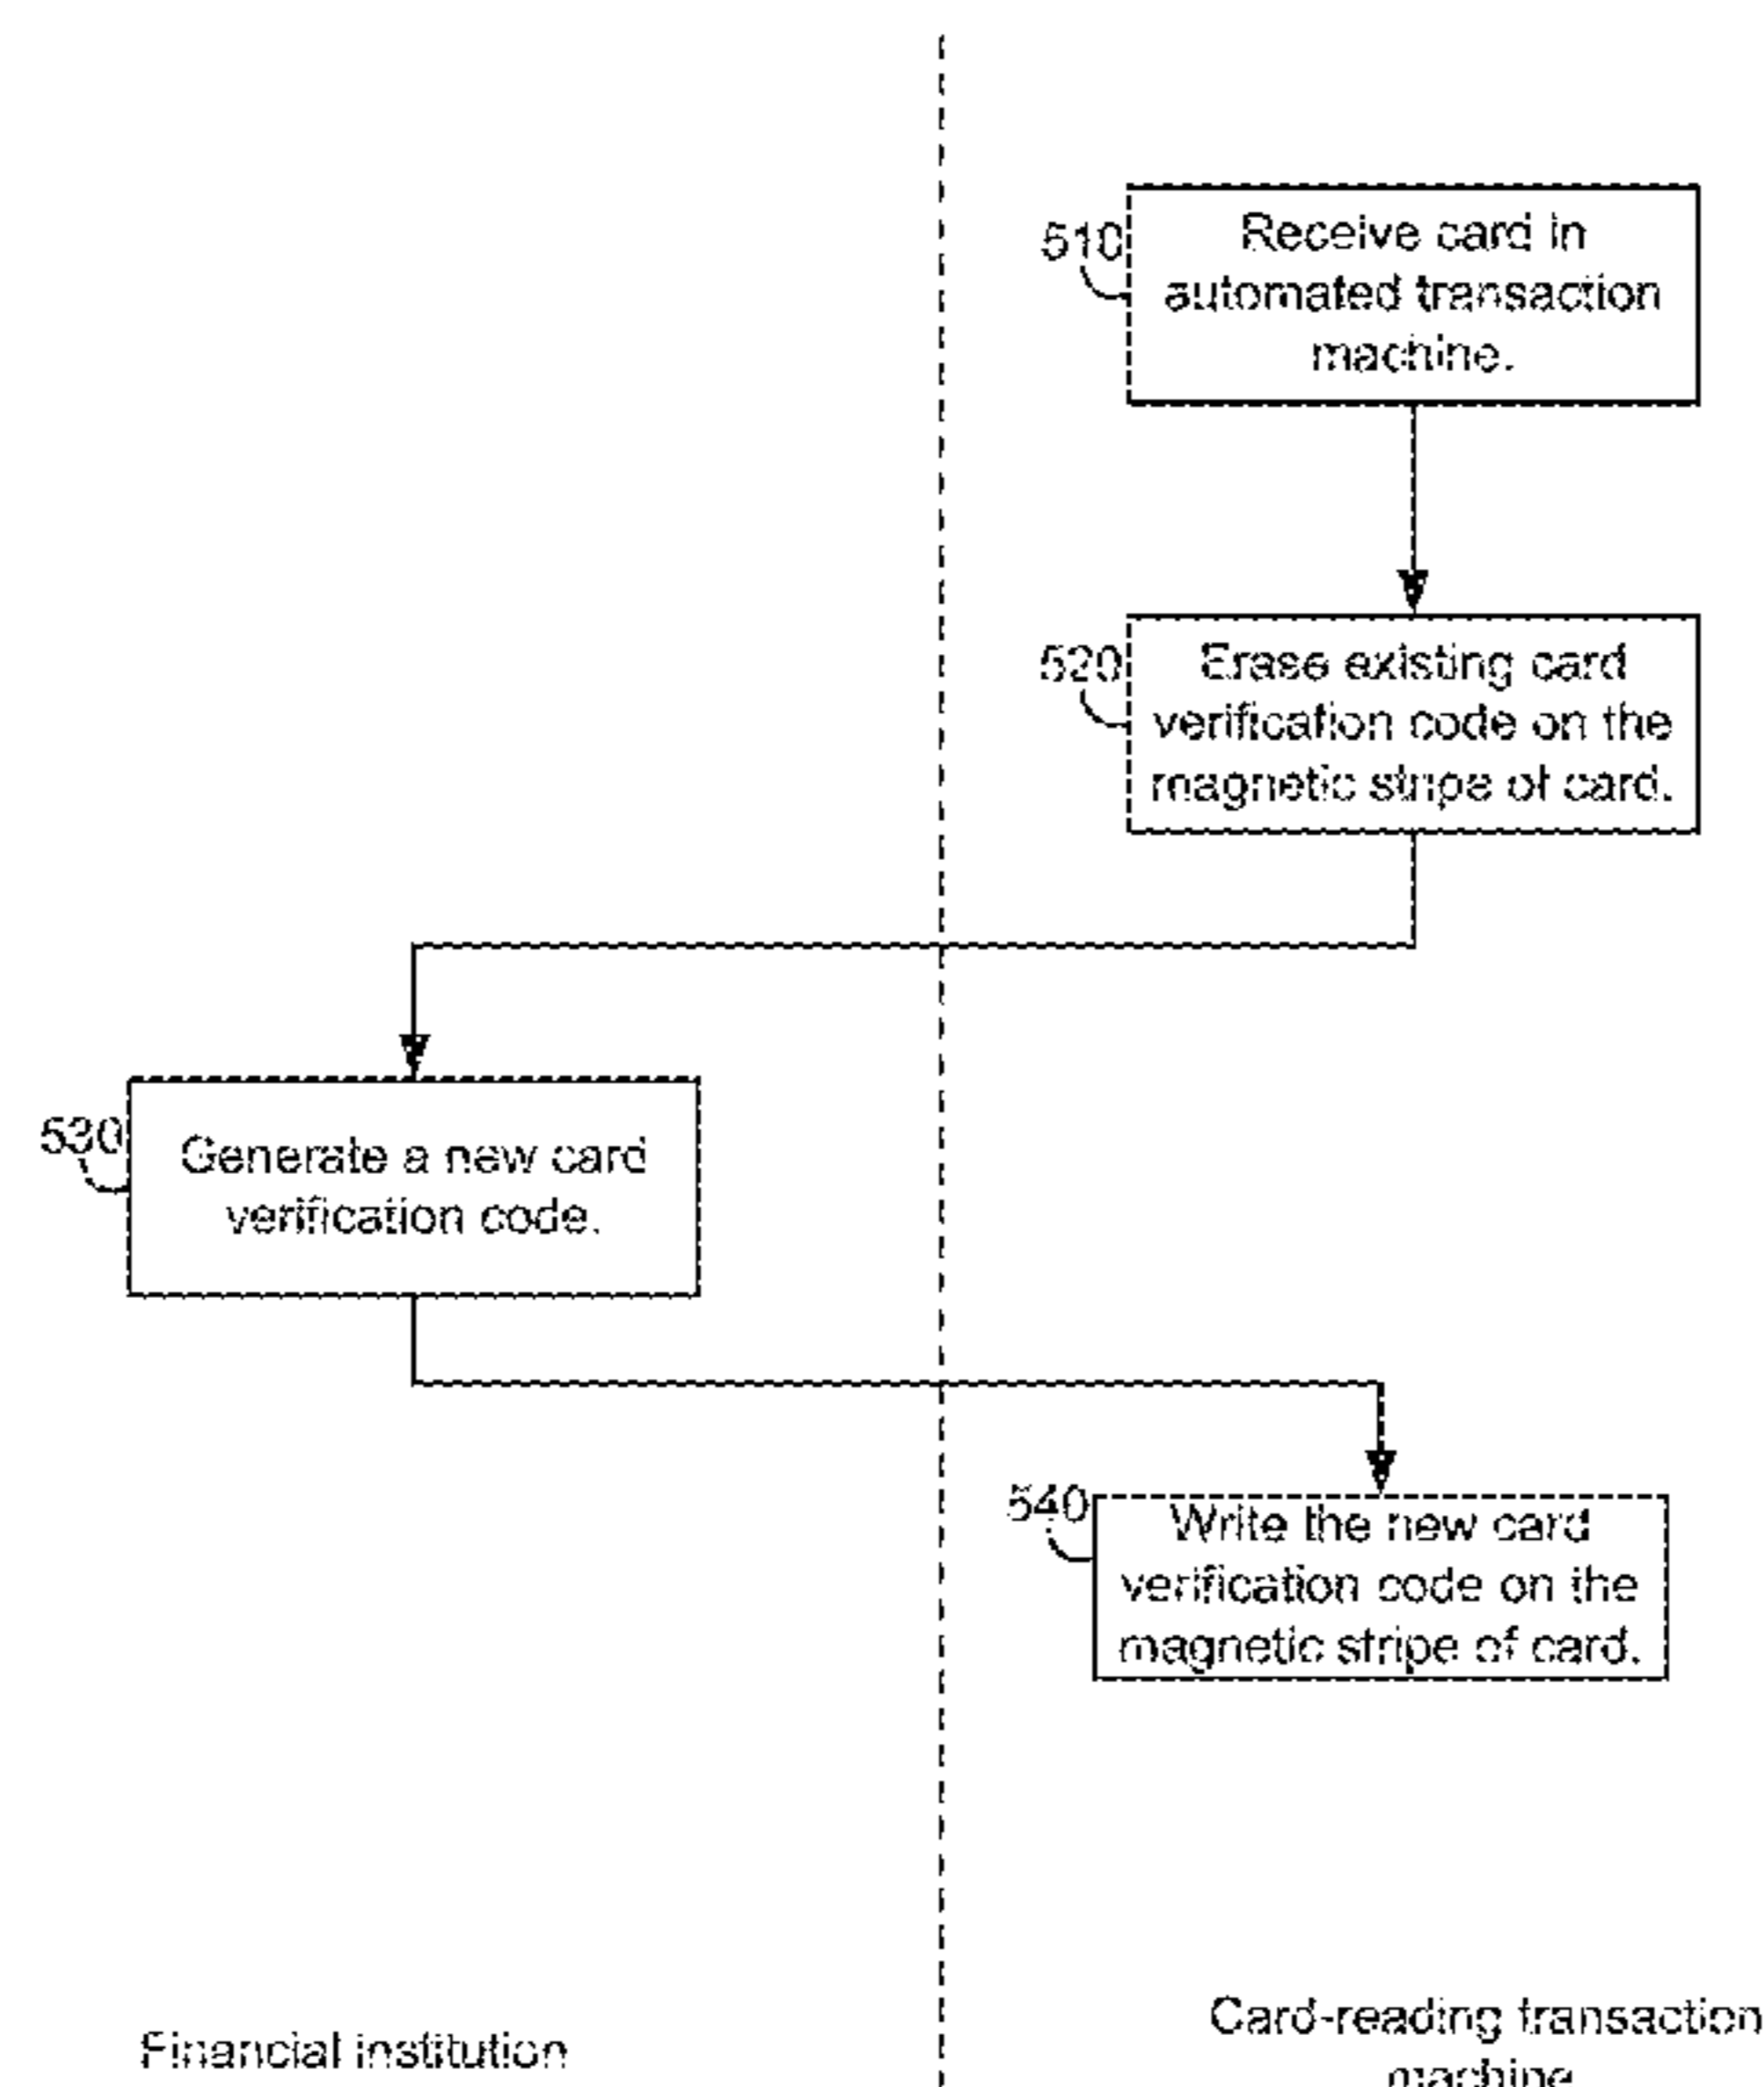 510
Receive card in
automated transaction
machine.
520
Erase existing card
verification code on the
magnetic stripe of card.
530
Generate a new card
verification code.
540
Write the new card
verification code on the
magnetic stripe of card.
Financial institution
Card-reading transaction
machine